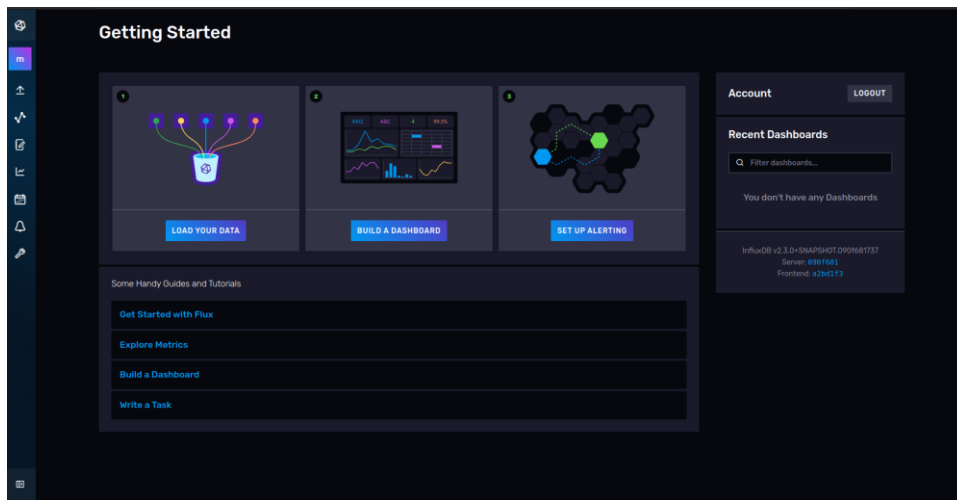 Getting Started
m
1
2
3
ABC
LOAD YOUR DATA
BUILD A DASHBOARD
SET UP ALERTING
Some Handy Guides and Tutorials
Get Started with Flux
Explore Metrics
Build a Dashboard
Write a Task
Account
LOGOUT
Recent Dashboards
Filter dashboards...
You don't have any Dashboards
InfluxDB v2.3.0+SNAPSHOT.090f681737
Server: 090f681
Frontend: a2bd1f3